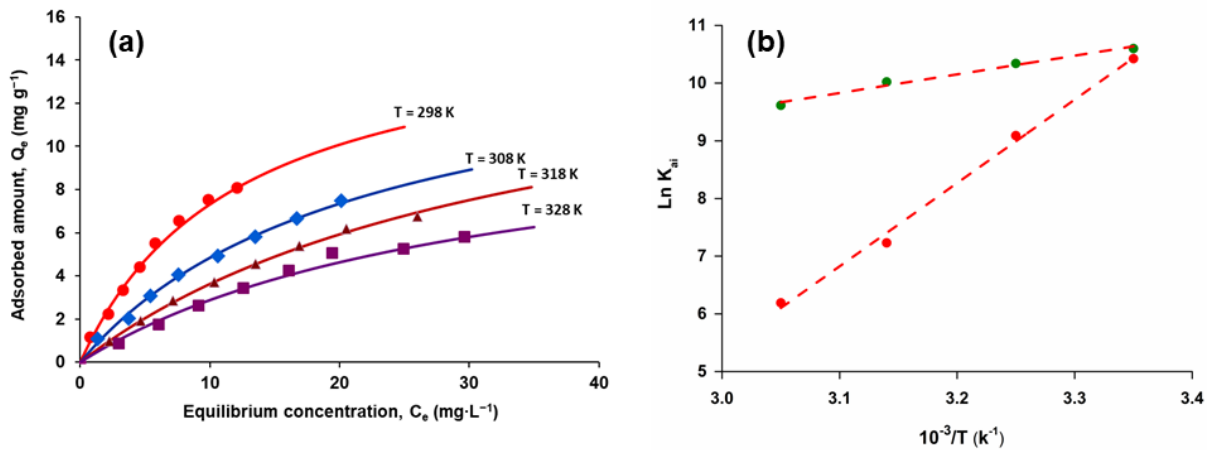 (a)
16
14
12
10
8
6
4
2
0
Adsorbed amount, Qₑ (mg g⁻¹)
T = 298 K
T = 308 K
T = 318 K
T = 328 K
0 10 20 30 40
Equilibrium concentration, Cₑ (mg·L⁻¹)
(b)
11
10
9
8
7
6
5
Ln Kₐᵢ
3.0 3.1 3.2 3.3 3.4
10⁻³/T (k⁻¹)